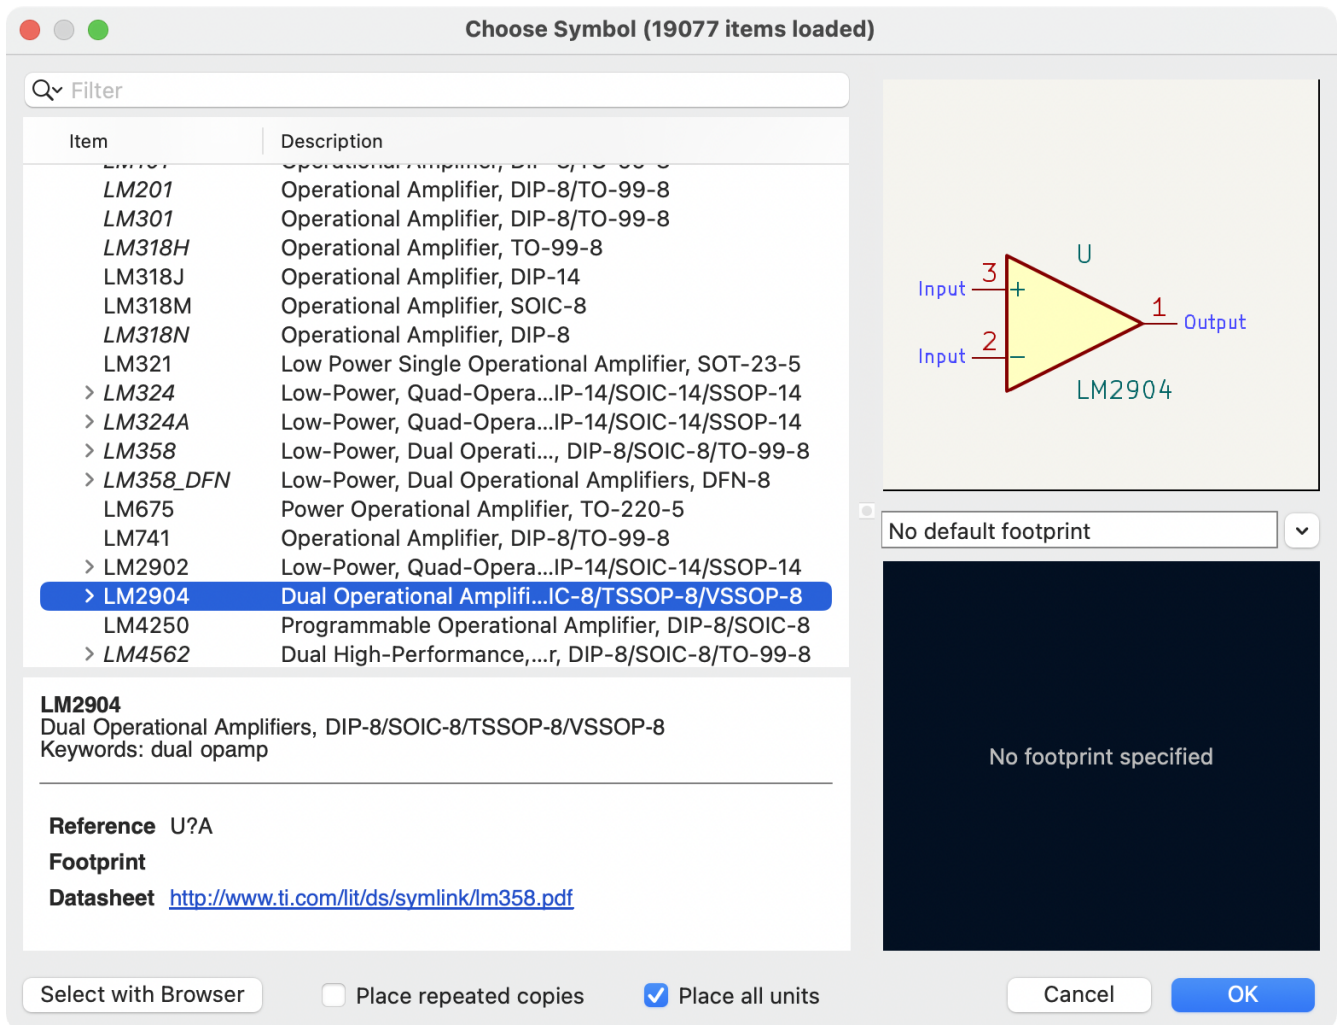 Choose Symbol (19077 items loaded)
Filter
Item Description
LM201 Operational Amplifier, DIP-8/TO-99-8
LM301 Operational Amplifier, DIP-8/TO-99-8
LM318H Operational Amplifier, TO-99-8
LM318J Operational Amplifier, DIP-14
LM318M Operational Amplifier, SOIC-8
LM318N Operational Amplifier, DIP-8
LM321 Low Power Single Operational Amplifier, SOT-23-5
LM324 Low-Power, Quad-Opera...IP-14/SOIC-14/SSOP-14
LM324A Low-Power, Quad-Opera...IP-14/SOIC-14/SSOP-14
LM358 Low-Power, Dual Operati..., DIP-8/SOIC-8/TO-99-8
LM358_DFN Low-Power, Dual Operational Amplifiers, DFN-8
LM675 Power Operational Amplifier, TO-220-5
LM741 Operational Amplifier, DIP-8/TO-99-8
LM2902 Low-Power, Quad-Opera...IP-14/SOIC-14/SSOP-14
LM2904 Dual Operational Amplifi...IC-8/TSSOP-8/VSSOP-8
LM4250 Programmable Operational Amplifier, DIP-8/SOIC-8
LM4562 Dual High-Performance,...r, DIP-8/SOIC-8/TO-99-8
LM2904
Dual Operational Amplifiers, DIP-8/SOIC-8/TSSOP-8/VSSOP-8
Keywords: dual opamp
Reference U?A
Footprint
Datasheet http://www.ti.com/lit/ds/symlink/lm358.pdf
U
Input 3 +
1 Output
Input 2 −
LM2904
No default footprint
No footprint specified
Select with Browser Place repeated copies Place all units Cancel OK